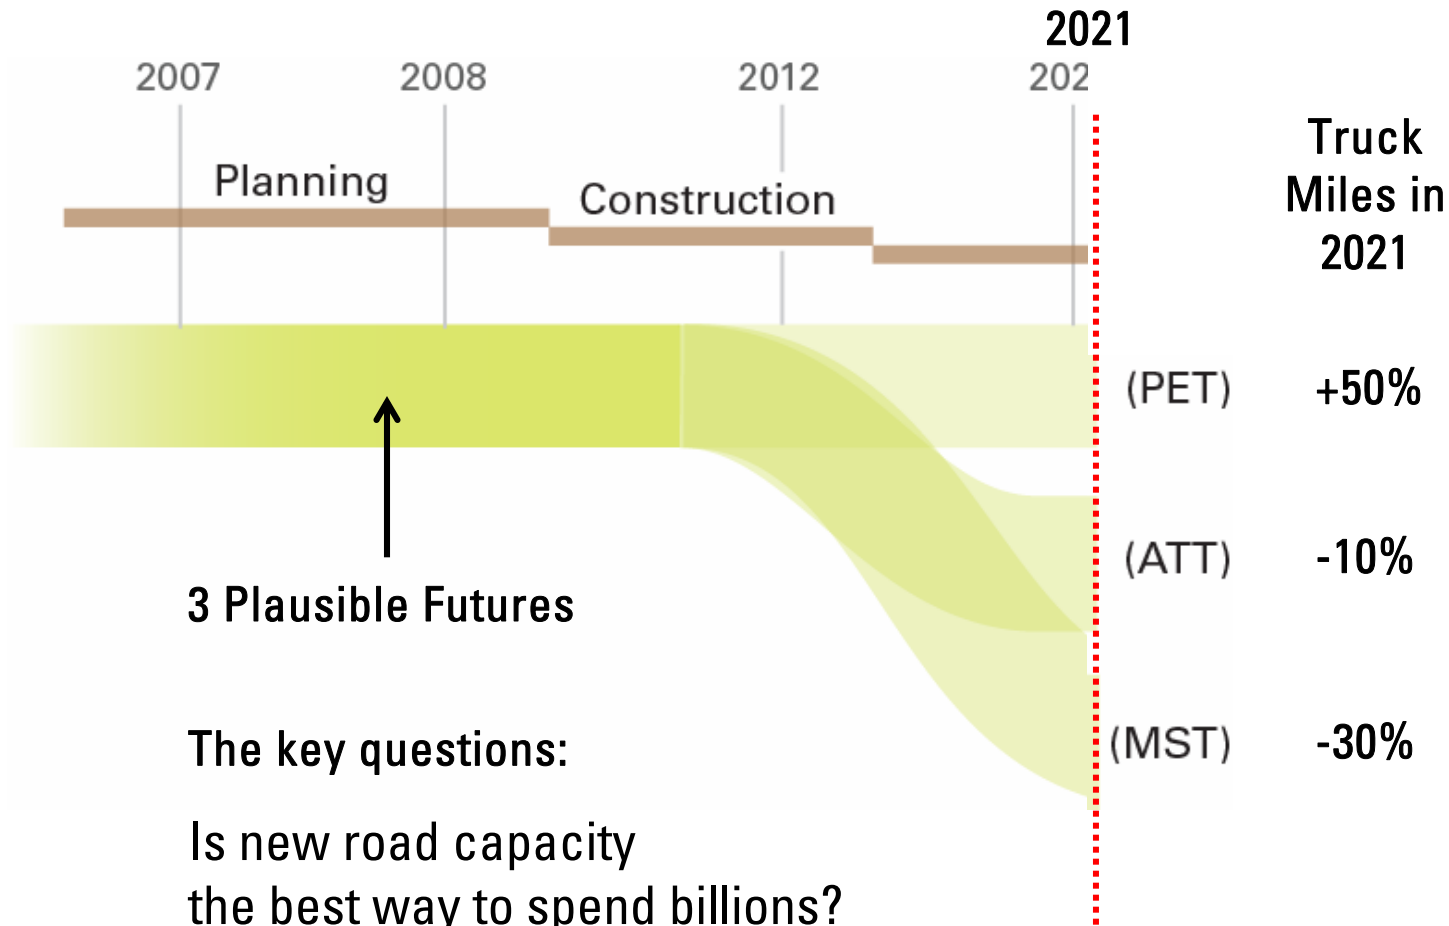 2021
2007 2008 2012 202
Truck
Miles in
2021
Planning
Construction
(PET) +50%
(ATT) -10%
3 Plausible Futures
(MST) -30%
The key questions:
Is new road capacity
the best way to spend billions?